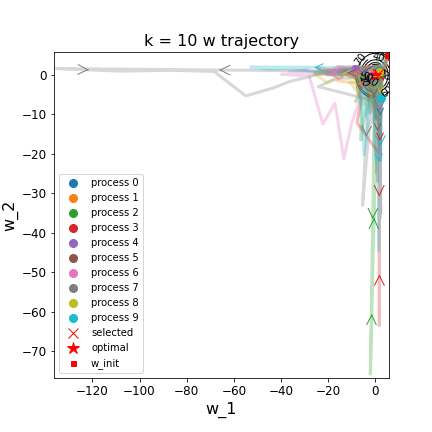 k = 10 w trajectory
w_2
0
−10
−20
−30
−40
−50
−60
−70
70
process 0
process 1
process 2
process 3
process 4
process 5
process 6
process 7
process 8
process 9
selected
optimal
w_init
−120
−100
−80
−60
−40
−20
0
w_1